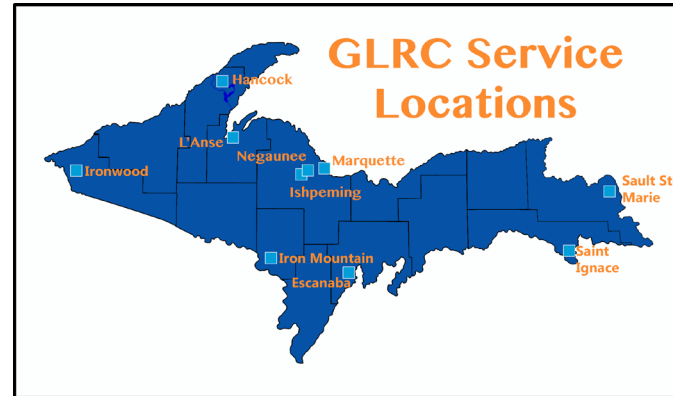 GLRC Service
Locations
Hancock
L'Anse
Negaunee
Marquette
Ironwood
Ishpeming
Sault St
Marie
Iron Mountain
Saint
Ignace
Escanaba